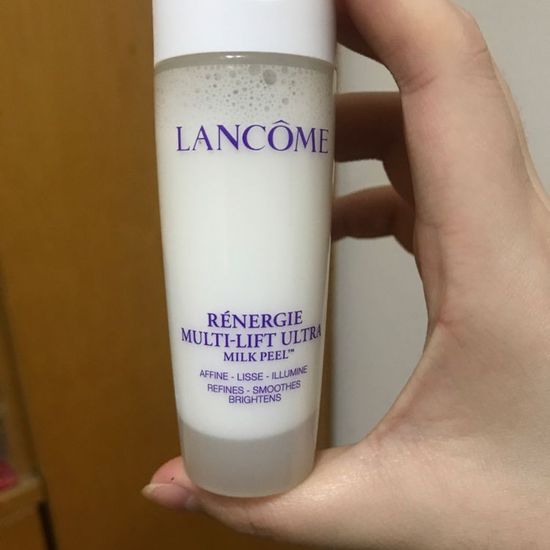 LANCÔME
RÉNERGIE
MULTI-LIFT ULTRA
MILK PEEL™
AFFINE - LISSE - ILLUMINE
REFINES - SMOOTHES
BRIGHTENS